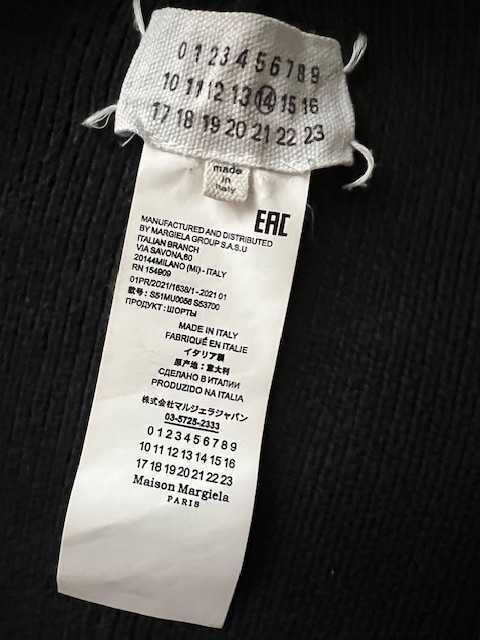 0 1 2 3 4 5 6 7 8 9
10 11 12 13 14 15 16
17 18 19 20 21 22 23
made
in
italy
EAC
MANUFACTURED AND DISTRIBUTED
BY MARGIELA GROUP S.A.S.U
ITALIAN BRANCH
VIA SAVONA,60
20144MILANO (MI) - ITALY
RN 154909
01PR/2021/1638/1-.2021 01
款号 : S51MU0056 S53700
ПРОДУКТ : ШОРТЫ
MADE IN ITALY
FABRIQUÉ EN ITALIE
イタリア製
原产地 : 意大利
СДЕЛАНО В ИТАЛИИ
PRODUZIDO NA ITALIA
株式会社 マルジェラジャパン
03-5725-2333
0 1 2 3 4 5 6 7 8 9
10 11 12 13 14 15 16
17 18 19 20 21 22 23
Maison Margiela
PARIS